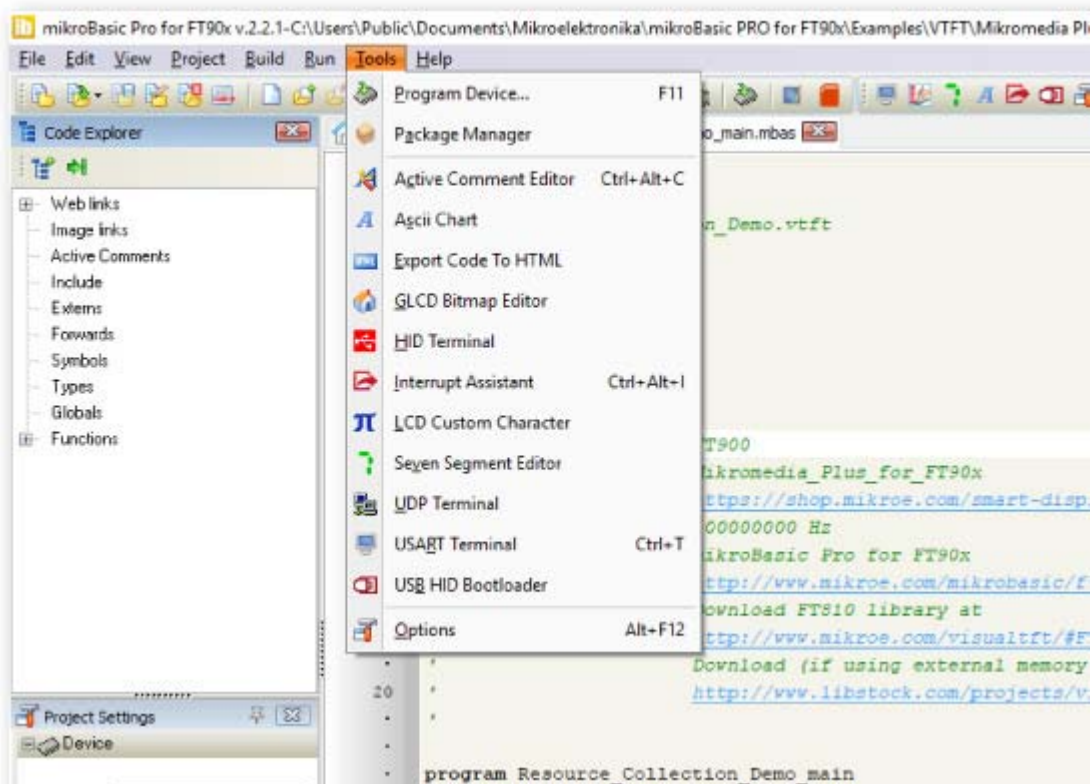 mikroBasic Pro for FT90x v.2.2.1-C:\Users\Public\Documents\Mikroelektronika\mikroBasic PRO for FT90x\Examples\VTFT\Mikromedia
File Edit View Project Build Run Tools Help
Code Explorer
Web links
Image links
Active Comments
Include
Externs
Forwards
Symbols
Types
Globals
Functions
Program Device... F11
Package Manager
Active Comment Editor Ctrl+Alt+C
Ascii Chart
Export Code To HTML
GLCD Bitmap Editor
HID Terminal
Interrupt Assistant Ctrl+Alt+I
LCD Custom Character
Seven Segment Editor
UDP Terminal
USART Terminal Ctrl+T
USB HID Bootloader
Options Alt+F12
o_main.mbas
n_Demo.vtft
FT900
ikromedia_Plus_for_FT90x
ttps://shop.mikroe.com/smart-disp
00000000 Hz
ikroBasic Pro for FT90x
ttp://www.mikroe.com/mikrobasic/f
ownload FT810 library at
ttp://www.mikroe.com/visualtft/#F
' Download (if using external memory
20 ' http://www.libstock.com/projects/v
'
program Resource_Collection_Demo_main
Project Settings
Device